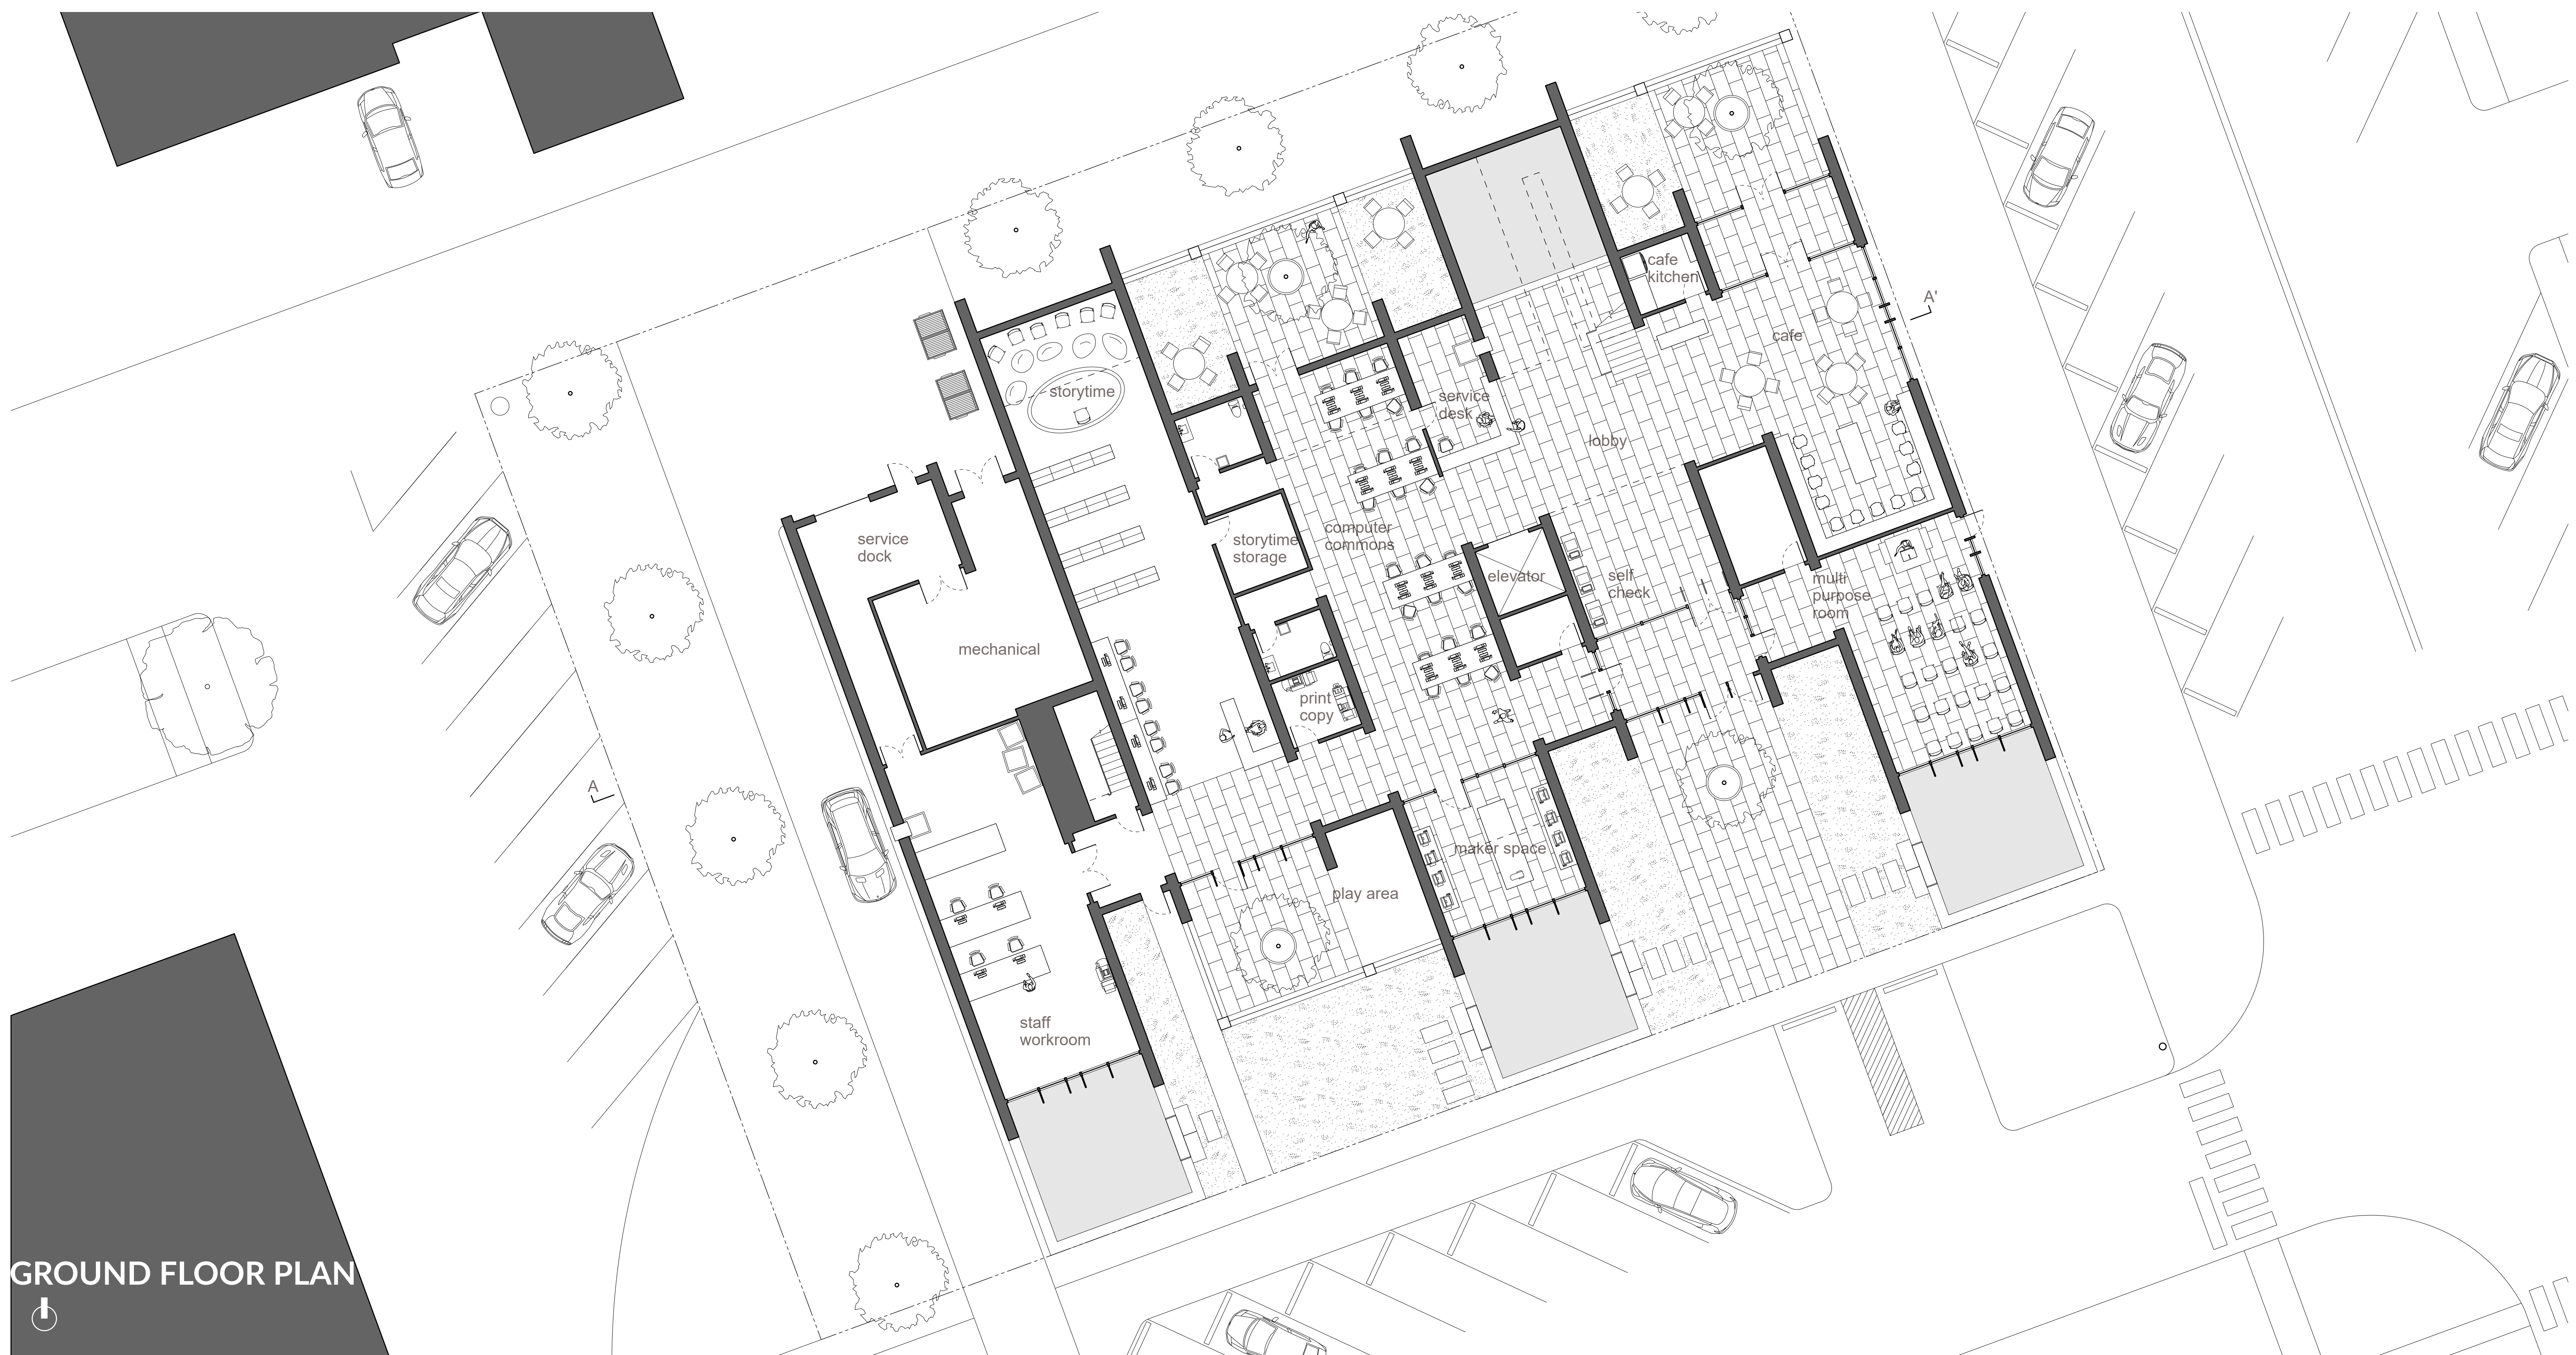 cafe
kitchen
A'
cafe
storytime
service
desk
lobby
service
dock
storytime
storage
computer
commons
elevator
self
check
multi
purpose
room
mechanical
print
copy
A
maker space
play area
staff
workroom
GROUND FLOOR PLAN